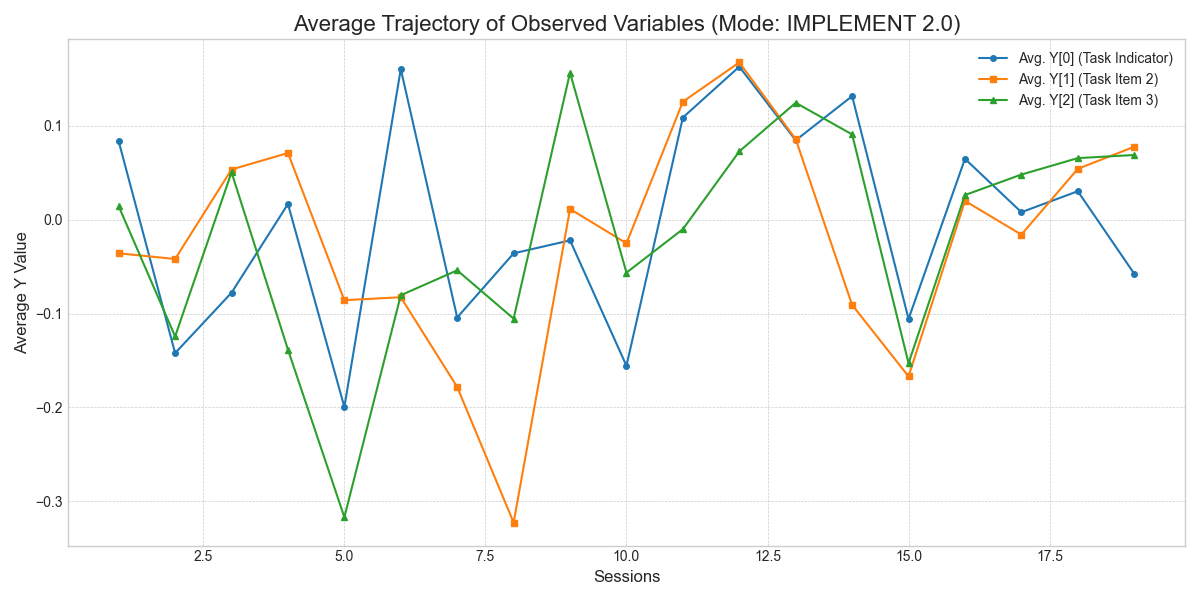 Average Trajectory of Observed Variables (Mode: IMPLEMENT 2.0)
Avg. Y[0] (Task Indicator)
Avg. Y[1] (Task Item 2)
Avg. Y[2] (Task Item 3)
Average Y Value
0.1
0.0
−0.1
−0.2
−0.3
2.5
5.0
7.5
10.0
12.5
15.0
17.5
Sessions